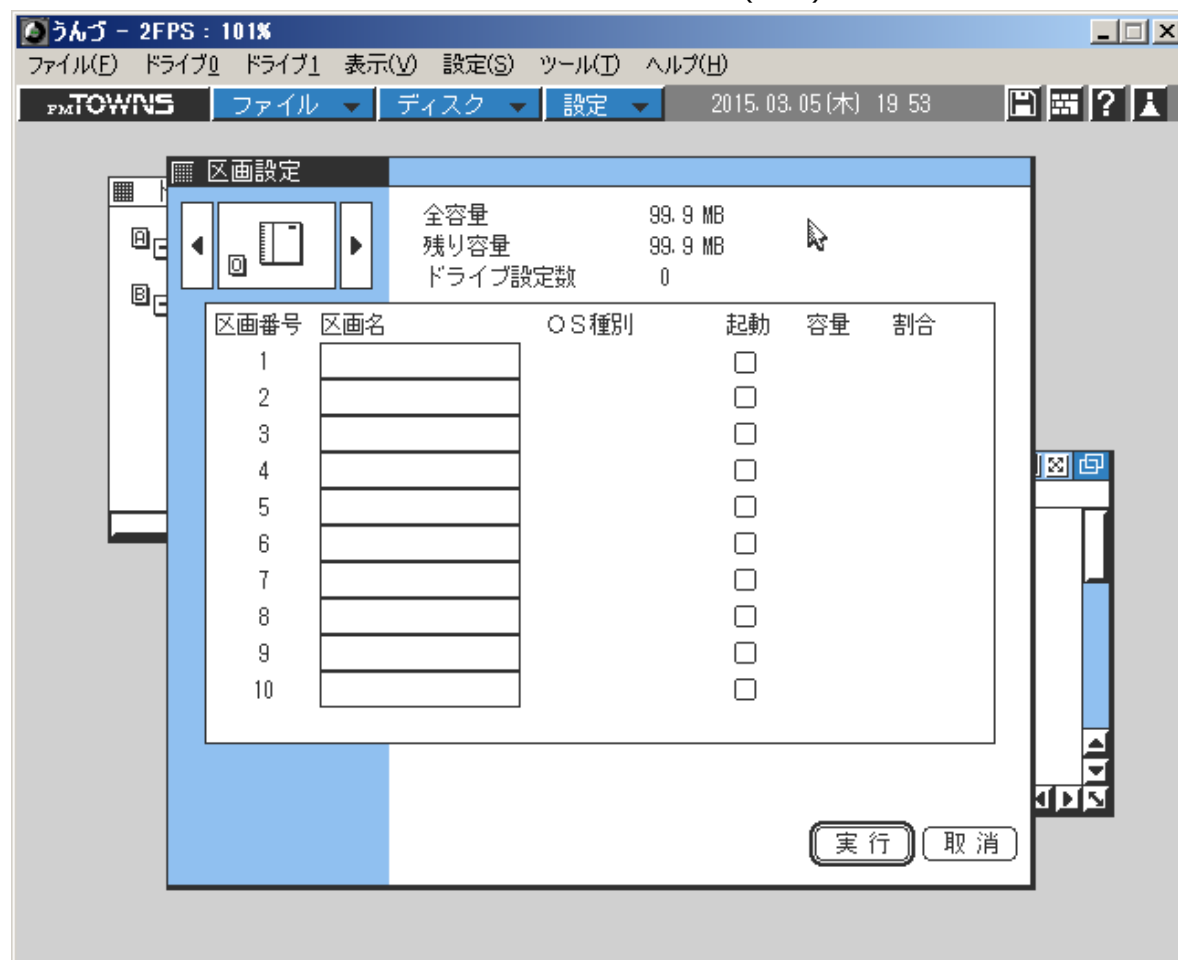 うんづ - 2FPS : 101%
ファイル(F) ドライブ0 ドライブ1 表示(V) 設定(S) ツール(T) ヘルプ(H)
FMTOWNS ファイル ディスク 設定 2015.03.05(木) 19 53
区画設定
全容量 99.9 MB
残り容量 99.9 MB
ドライブ設定数 0
0
A
B
区画番号 区画名 OS種別 起動 容量 割合
1
2
3
4
5
6
7
8
9
10
実行 取消